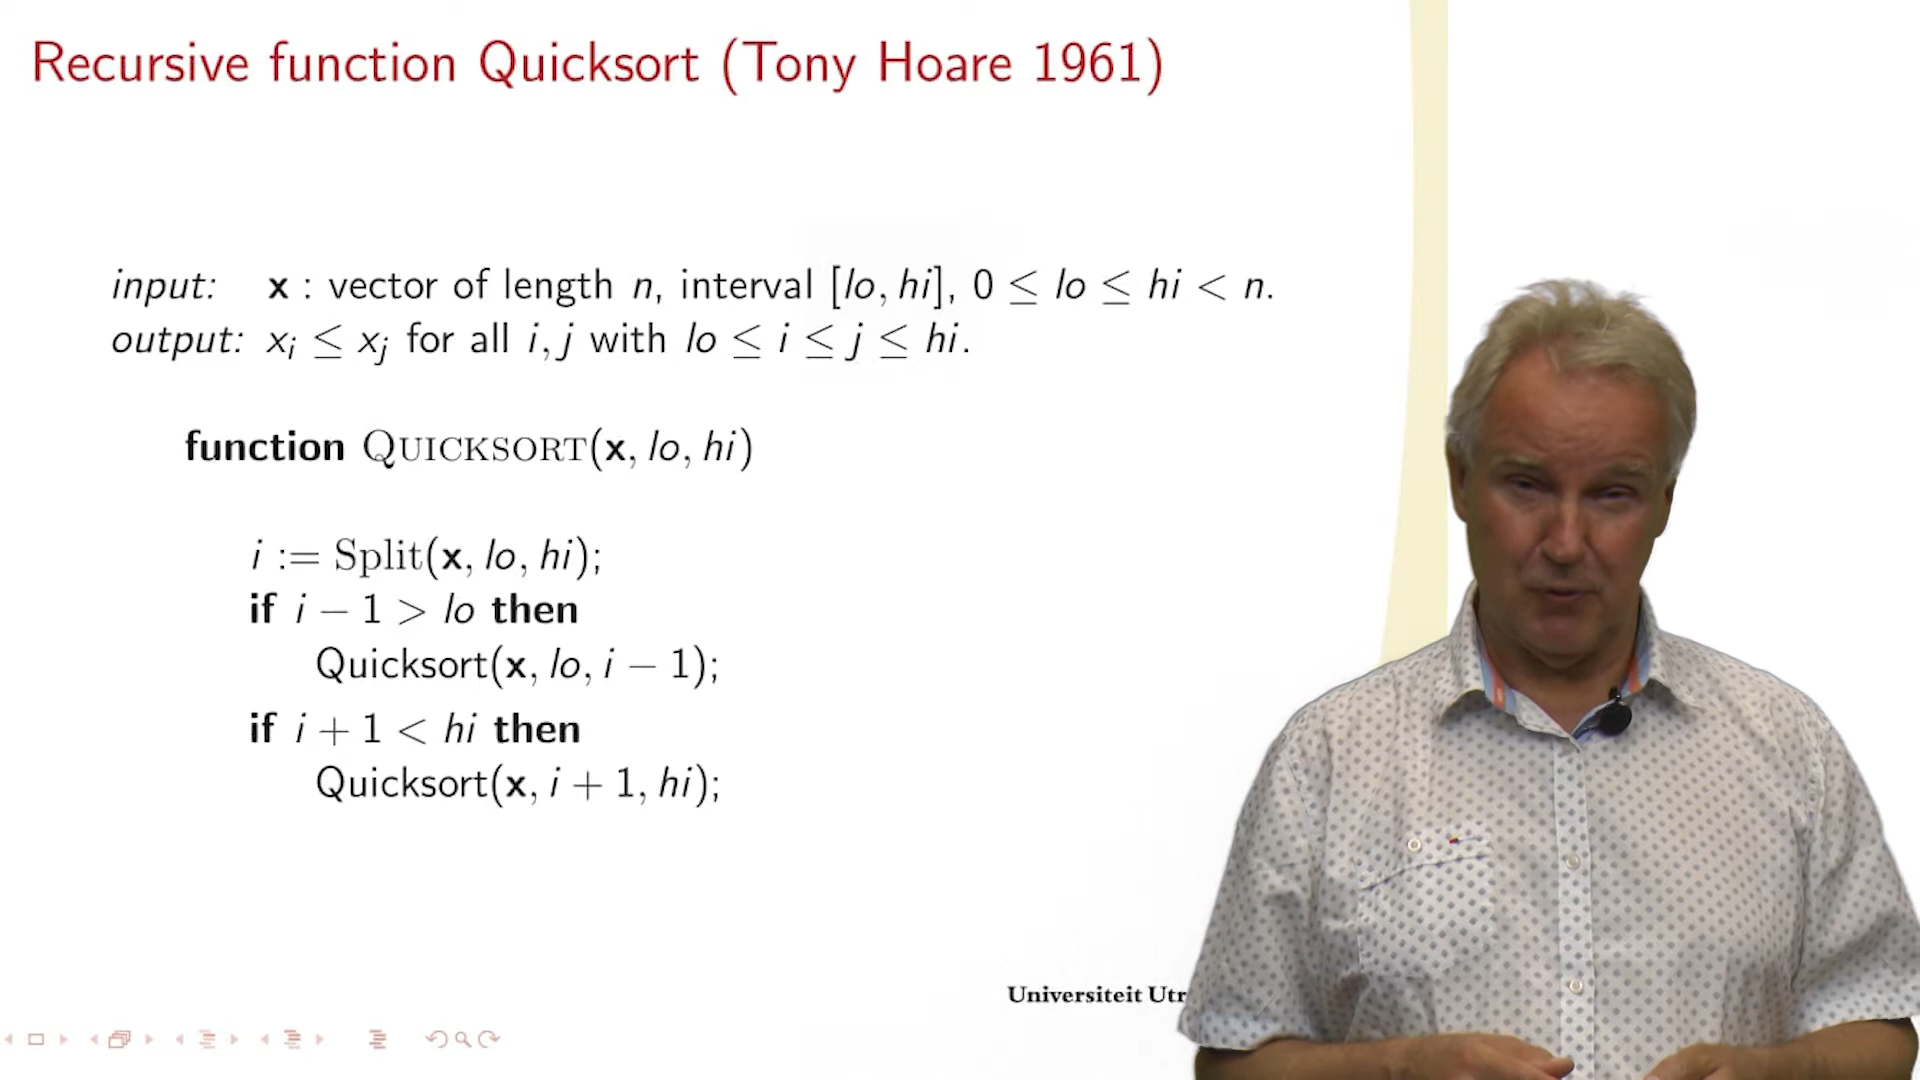 Recursive function Quicksort (Tony Hoare 1961)
input: x : vector of length n, interval [lo, hi], 0 ≤ lo ≤ hi < n.
output: xᵢ ≤ xⱼ for all i, j with lo ≤ i ≤ j ≤ hi.
function QUICKSORT(x, lo, hi)
i := Split(x, lo, hi);
if i − 1 > lo then
Quicksort(x, lo, i − 1);
if i + 1 < hi then
Quicksort(x, i + 1, hi);
Universiteit Utr